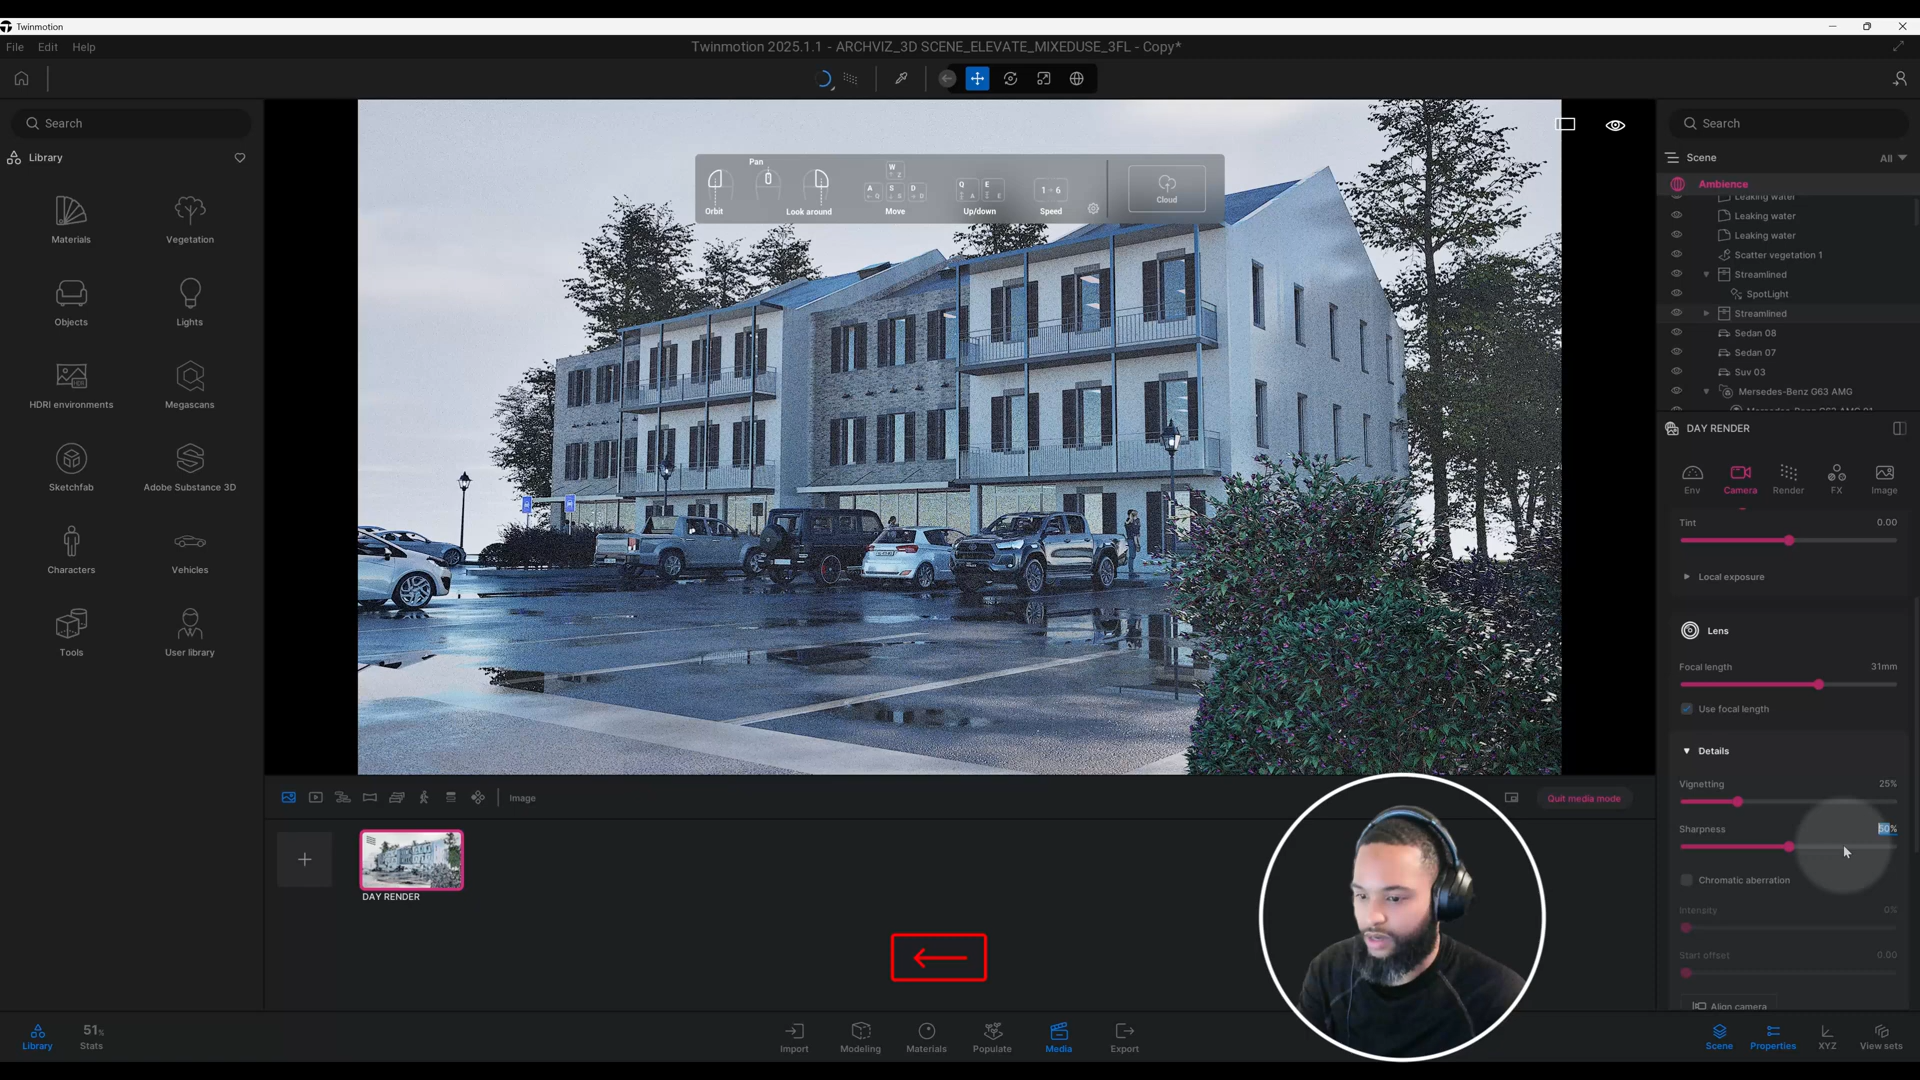 Twinmotion
File Edit Help
Twinmotion 2025.1.1 - ARCHVIZ_3D SCENE_ELEVATE_MIXEDUSE_3FL - Copy*
Search
Library
Materials
Vegetation
Objects
Lights
HDRI environments
Megascans
Sketchfab
Adobe Substance 3D
Characters
Vehicles
Tools
User library
Pan
Orbit
Look around
W
A S D
Move
Q E
Up/down
1 - 6
Speed
Cloud
Search
Scene
All
Ambience
Leaking water
Leaking water
Leaking water
Scatter vegetation 1
Streamlined
SpotLight
Streamlined
Sedan 08
Sedan 07
Suv 03
Mersedes-Benz G63 AMG
DAY RENDER
Env
Camera
Render
FX
Image
Tint 0.00
Local exposure
Lens
Focal length 31mm
Use focal length
Details
Vignetting 25%
Sharpness 50%
Chromatic aberration
Intensity 0%
Start offset 0.00
Align camera
Image
Quit media mode
+
DAY RENDER
Library
51%
Stats
Import
Modeling
Materials
Populate
Media
Export
Scene
Properties
XYZ
View sets